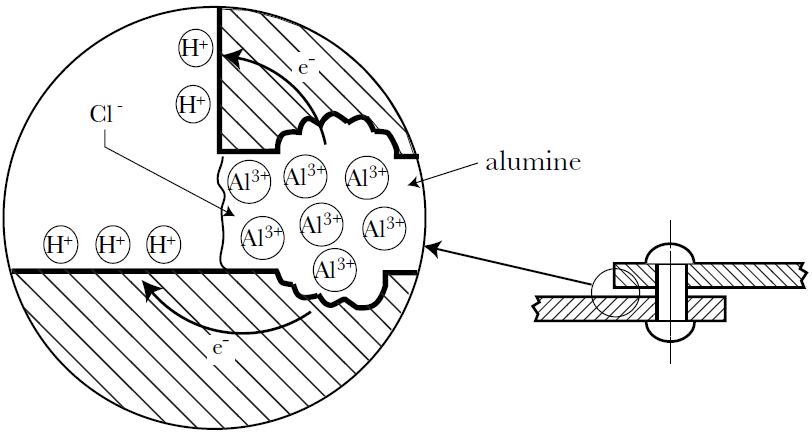 H⁺
e⁻
H⁺
Cl⁻
alumine
Al³⁺ Al³⁺ Al³⁺
Al³⁺ Al³⁺ Al³⁺
H⁺ H⁺ H⁺
Al³⁺
e⁻